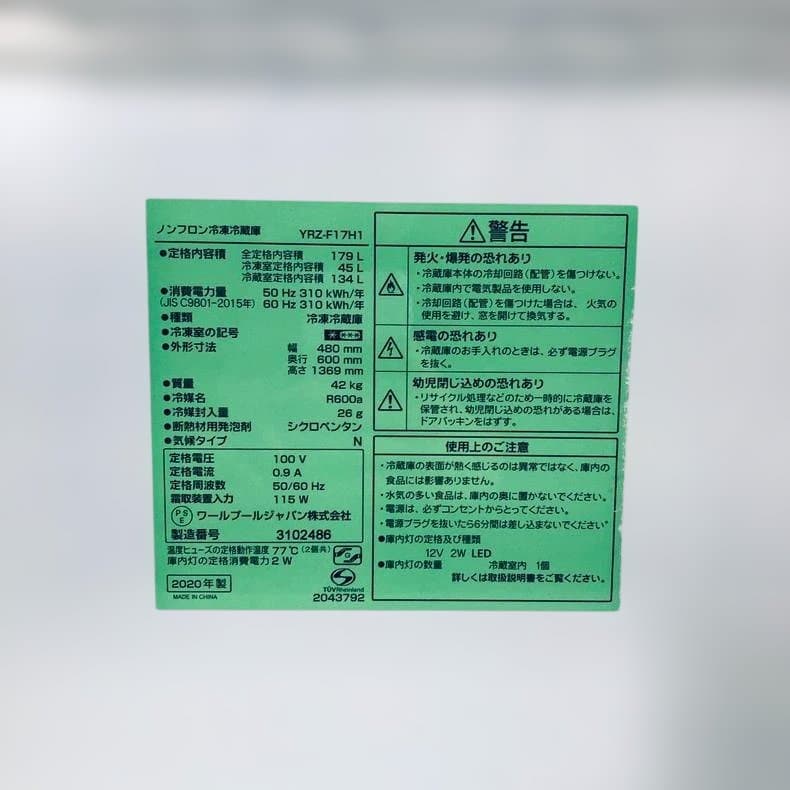 ノンフロン冷凍冷蔵庫 YRZ-F17H1
●定格内容積 全定格内容積 179 L
冷凍室定格内容積 45 L
冷蔵室定格内容積 134 L
●消費電力量 50 Hz 310 kWh/年
(JIS C9801-2015年) 60 Hz 310 kWh/年
●種類 冷凍冷蔵庫
●冷凍室の記号
●外形寸法 幅 480 mm
奥行 600 mm
高さ 1369 mm
●質量 42 kg
●冷媒名 R600a
●冷媒封入量 26 g
●断熱材用発泡剤 シクロペンタン
●気候タイプ N
定格電圧 100 V
定格電流 0.9 A
定格周波数 50/60 Hz
霜取装置入力 115 W
PSE ワールプールジャパン株式会社
製造番号 3102486
温度ヒューズの定格動作温度 77℃ (2個共)
庫内灯の定格消費電力 2 W
2020年製
MADE IN CHINA
TÜVRheinland
2043792
⚠警告
発火・爆発の恐れあり
・冷蔵庫本体の冷却回路(配管)を傷つけない。
・冷蔵庫内で電気製品を使用しない。
・冷却回路(配管)を傷つけた場合は、火気の
使用を避け、窓を開けて換気する。
感電の恐れあり
・冷蔵庫のお手入れのときは、必ず電源プラグ
を抜く。
幼児閉じ込めの恐れあり
・リサイクル処理などのため一時的に冷蔵庫を
保管され、幼児閉じ込めの恐れがある場合は、
ドアパッキンをはずす。
使用上のご注意
・冷蔵庫の表面が熱く感じるのは異常ではなく、庫内の
食品には影響ありません。
・水気の多い食品は、庫内の奥に置かないでください。
・電源は、必ずコンセントからとってください。
・電源プラグを抜いたら6分間は差し込まないでください。
●庫内灯の定格及び種類
12V 2W LED
●庫内灯の数量 冷蔵室内 1個
詳しくは取扱説明書をご覧ください。